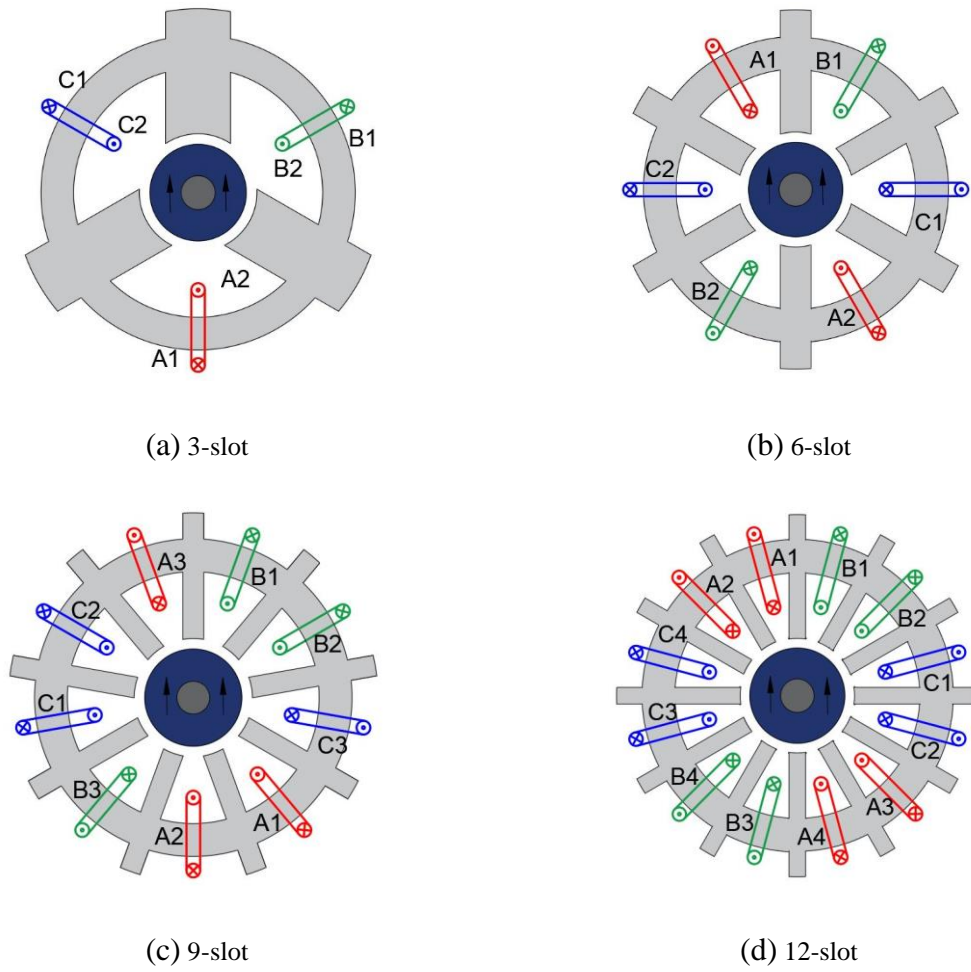 C1
C2
B1
B2
A2
A1
(a) 3-slot
A1
B1
C2
C1
B2
A2
(b) 6-slot
A3
B1
C2
B2
C1
C3
B3
A2
A1
(c) 9-slot
A1
B1
A2
B2
C4
C1
C3
C2
B4
A3
B3
A4
(d) 12-slot